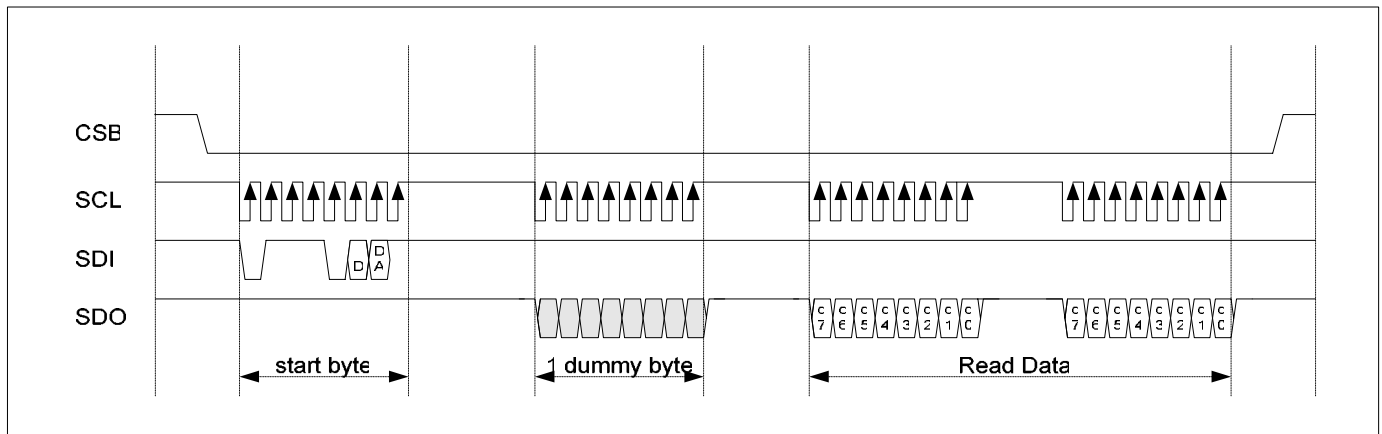 CSB
SCL
SDI
D
D
A
SDO
c c c c c c c c
7 6 5 4 3 2 1 0
c c c c c c c c
7 6 5 4 3 2 1 0
start byte
1 dummy byte
Read Data